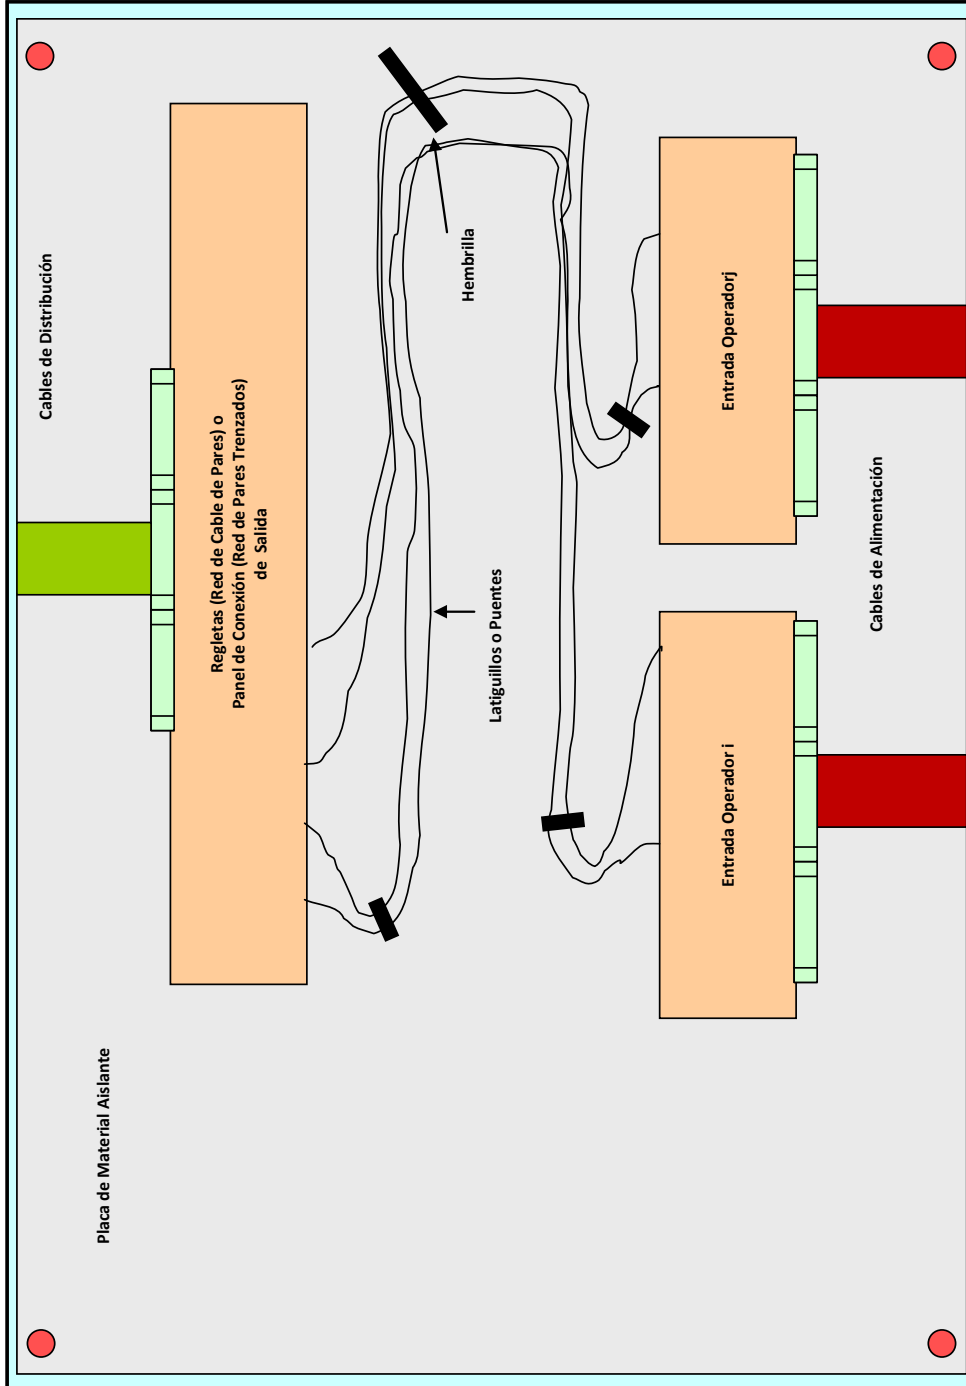 Cables de Distribución
Placa de Material Aislante
Regletas (Red de Cable de Pares) o
Panel de Conexión (Red de Pares Trenzados)
de Salida
Hembrilla
Latiguillos o Puentes
Entrada Operadorj
Entrada Operador i
Cables de Alimentación